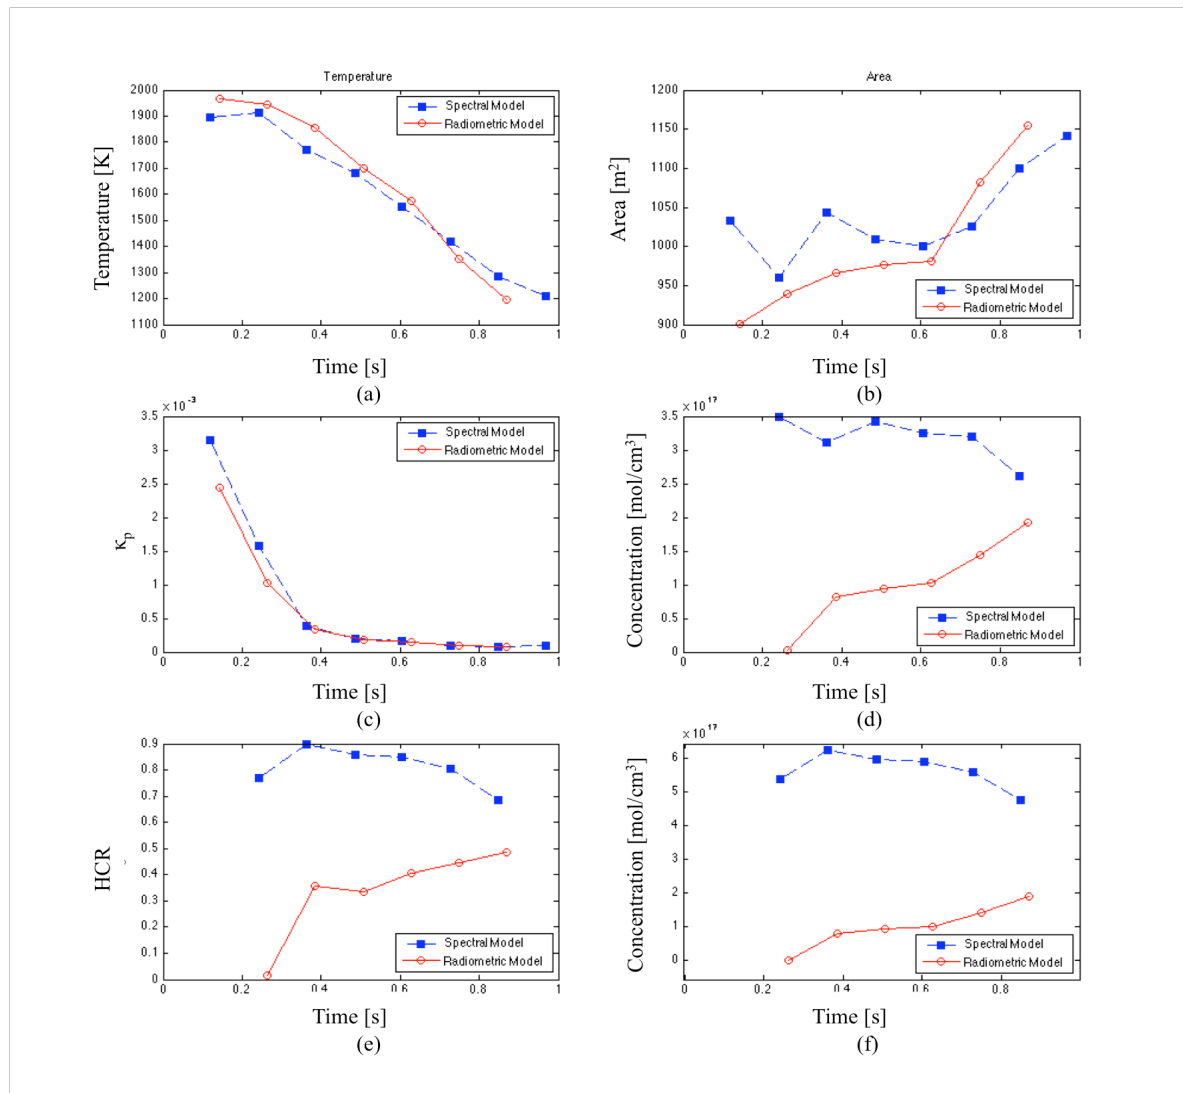 Temperature
2000
1900
1800
1700
1600
1500
1400
1300
1200
1100
0 0.2 0.4 0.6 0.8 1
Temperature [K]
Spectral Model
Radiometric Model
Time [s]
(a)
Area
1200
1150
1100
1050
1000
950
900
0 0.2 0.4 0.6 0.8 1
Area [m²]
Spectral Model
Radiometric Model
Time [s]
(b)
× 10⁻³
3.5
3
2.5
2
1.5
1
0.5
0
0 0.2 0.4 0.6 0.8 1
κp
Spectral Model
Radiometric Model
Time [s]
(c)
× 10¹⁷
3.5
3
2.5
2
1.5
1
0.5
0
0 0.2 0.4 0.6 0.8 1
Concentration [mol/cm³]
Spectral Model
Radiometric Model
Time [s]
(d)
0.9
0.8
0.7
0.6
0.5
0.4
0.3
0.2
0.1
0
0 0.2 0.4 0.6 0.8 1
HCR
Spectral Model
Radiometric Model
Time [s]
(e)
× 10¹⁷
6
5
4
3
2
1
0
0 0.2 0.4 0.6 0.8 1
Concentration [mol/cm³]
Spectral Model
Radiometric Model
Time [s]
(f)